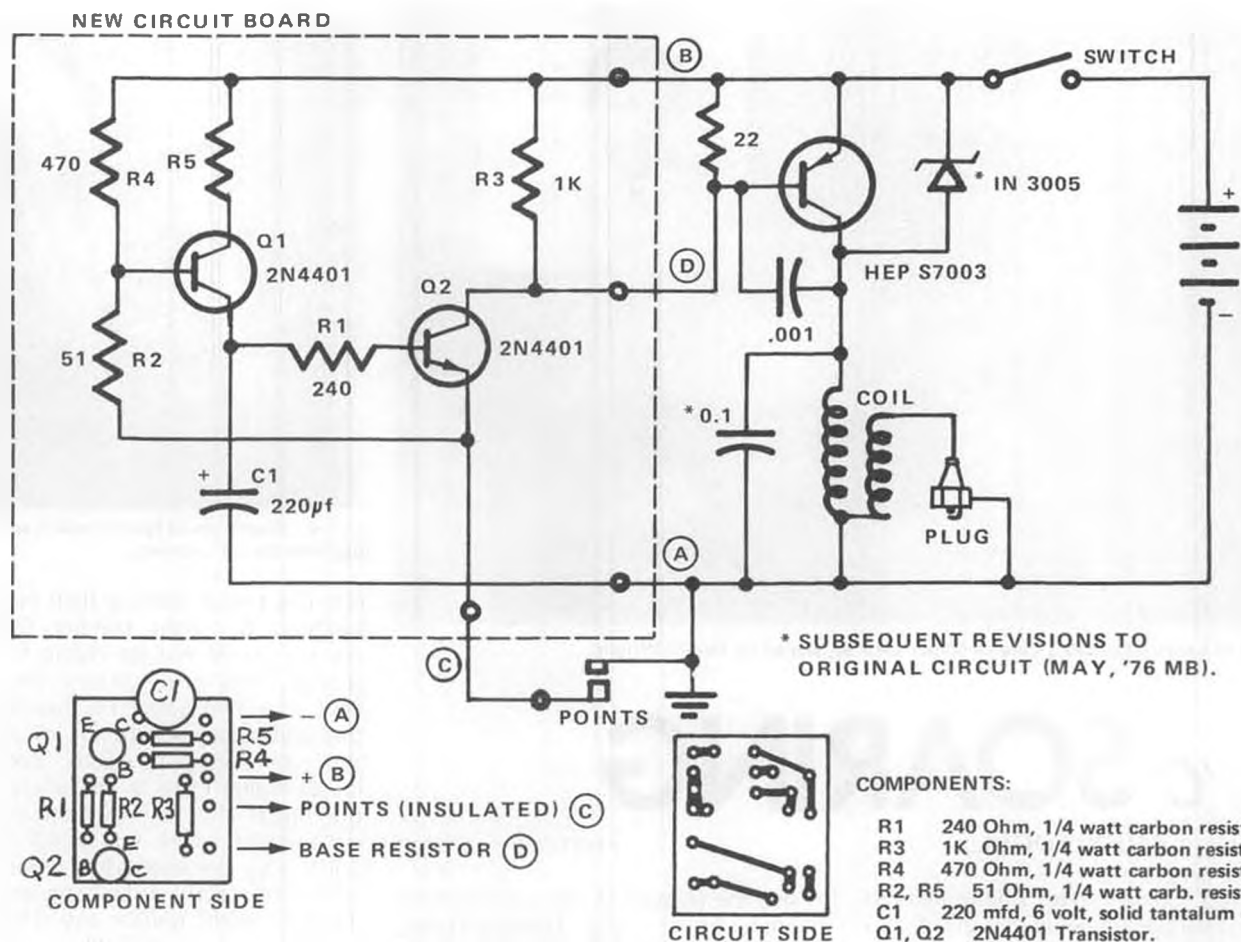 NEW CIRCUIT BOARD
B
SWITCH
470
R4
R5
R3
1K
22
* IN 3005
+
Q1
2N4401
D
HEP S7003
Q2
R1
2N4401
.001
−
51
R2
240
* 0.1
COIL
+
C1
220µf
PLUG
A
C
POINTS
* SUBSEQUENT REVISIONS TO
ORIGINAL CIRCUIT (MAY, '76 MB).
C1
E
C
Q1
R5
R4
B
R1
R2
R3
E
Q2
B
C
− A
+ B
POINTS (INSULATED) C
BASE RESISTOR D
COMPONENT SIDE
CIRCUIT SIDE
COMPONENTS:
R1 240 Ohm, 1/4 watt carbon resist
R3 1K Ohm, 1/4 watt carbon resist
R4 470 Ohm, 1/4 watt carbon resist
R2, R5 51 Ohm, 1/4 watt carb. resist
C1 220 mfd, 6 volt, solid tantalum
Q1, Q2 2N4401 Transistor.